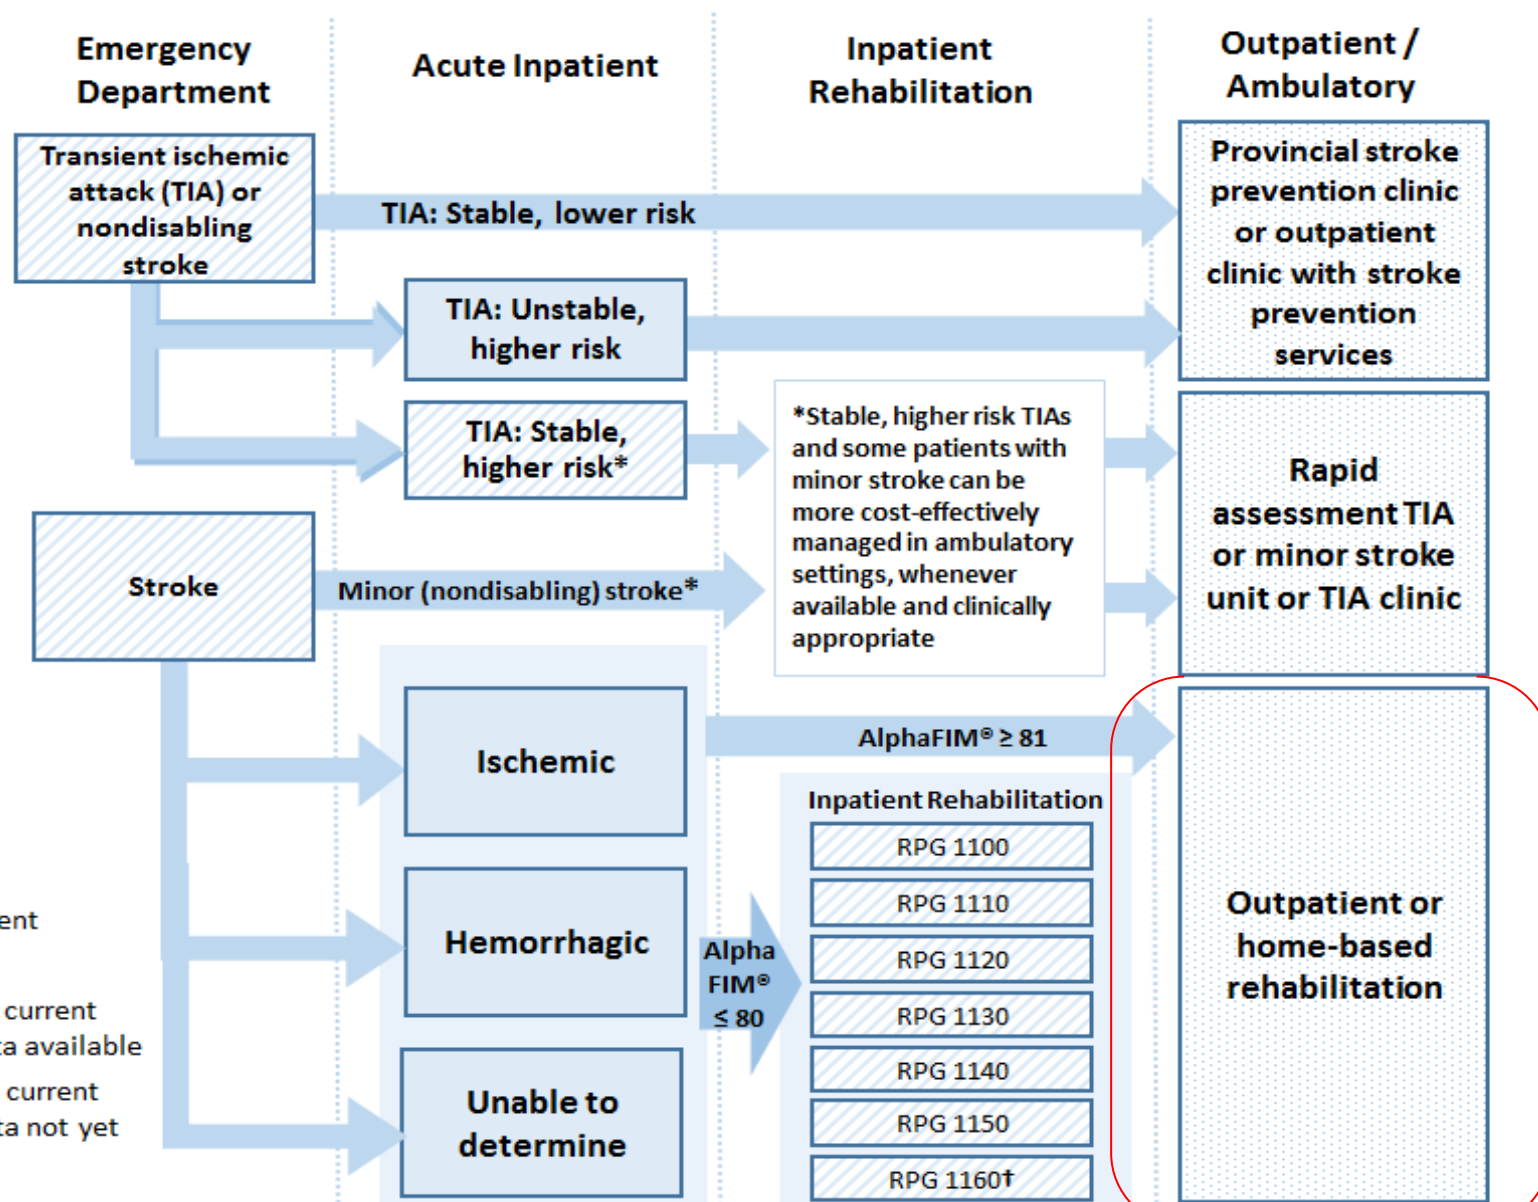 Emergency
Department
Acute Inpatient
Inpatient
Rehabilitation
Outpatient /
Ambulatory
Transient ischemic
attack (TIA) or
nondisabling
stroke
TIA: Stable, lower risk
Provincial stroke
prevention clinic
or outpatient
clinic with stroke
prevention
services
TIA: Unstable,
higher risk
TIA: Stable,
higher risk*
*Stable, higher risk TIAs
and some patients with
minor stroke can be
more cost-effectively
managed in ambulatory
settings, whenever
available and clinically
appropriate
Rapid
assessment TIA
or minor stroke
unit or TIA clinic
Stroke
Minor (nondisabling) stroke*
Ischemic
AlphaFIM® ≥ 81
Inpatient Rehabilitation
RPG 1100
RPG 1110
RPG 1120
RPG 1130
RPG 1140
RPG 1150
RPG 1160†
Hemorrhagic
Alpha
FIM®
≤ 80
Outpatient or
home-based
rehabilitation
Unable to
determine
current
available
current
not yet